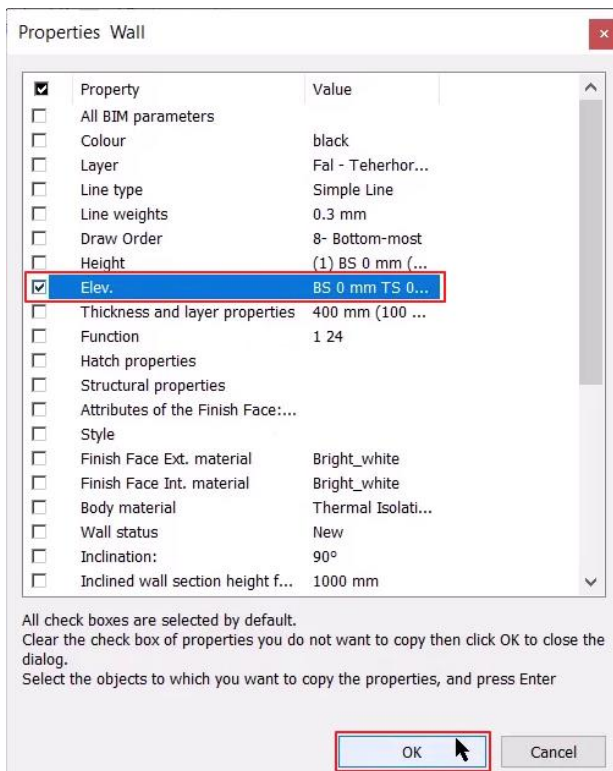 Properties Wall
Property Value
All BIM parameters
Colour black
Layer Fal - Teherhor...
Line type Simple Line
Line weights 0.3 mm
Draw Order 8- Bottom-most
Height (1) BS 0 mm (...
Elev. BS 0 mm TS 0...
Thickness and layer properties 400 mm (100 ...
Function 1 24
Hatch properties
Structural properties
Attributes of the Finish Face:...
Style
Finish Face Ext. material Bright_white
Finish Face Int. material Bright_white
Body material Thermal Isolati...
Wall status New
Inclination: 90°
Inclined wall section height f... 1000 mm
All check boxes are selected by default.
Clear the check box of properties you do not want to copy then click OK to close the
dialog.
Select the objects to which you want to copy the properties, and press Enter
OK Cancel